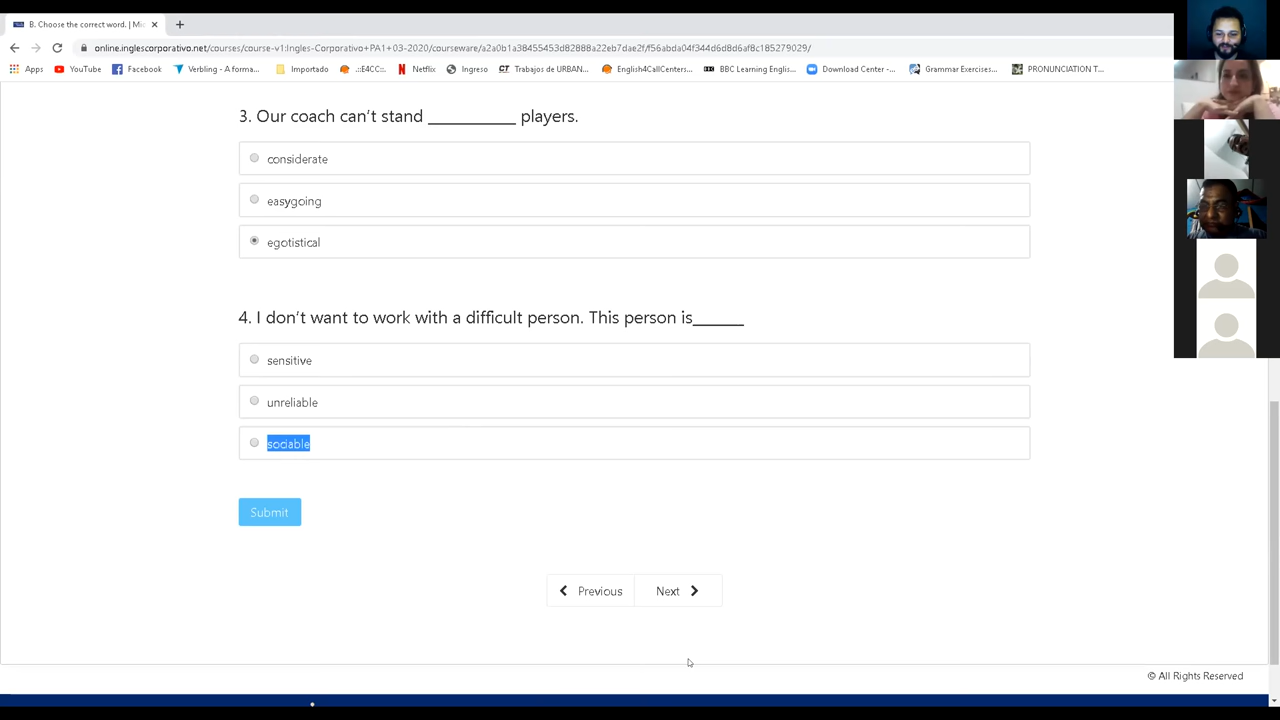 B. Choose the correct word. | Mic
online.inglescorporativo.net/courses/course-v1:Ingles-Corporativo+PA1+03-2020/courseware/a2a0b1a38455453d82888a22eb7dae2f/f56abda04f344d6d8d6af8c185279029/
Apps YouTube Facebook Verbling - A forma... Importado .::E4CC::. Netflix Ingreso Trabajos de URBAN... English4CallCenters... BBC Learning Englis... Download Center -... Grammar Exercises... PRONUNCIATION T...
3. Our coach can't stand ___________ players.
considerate
easygoing
egotistical
4. I don't want to work with a difficult person. This person is______
sensitive
unreliable
sociable
Submit
Previous Next
© All Rights Reserved